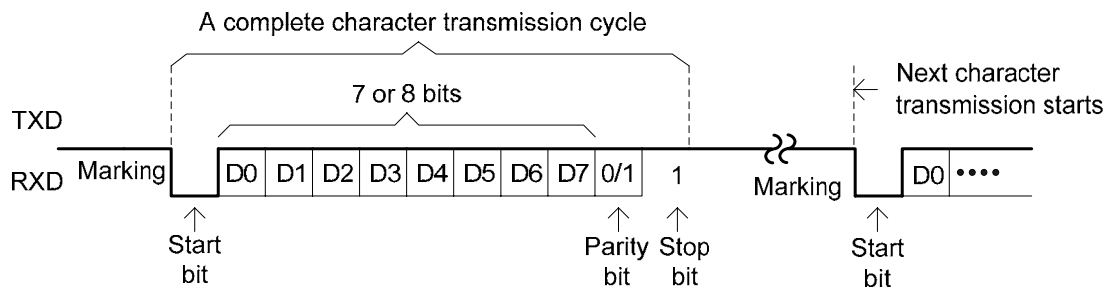 A complete character transmission cycle
7 or 8 bits
Next character
transmission starts
TXD
RXD
Marking
D0 D1 D2 D3 D4 D5 D6 D7 0/1 1
Marking
D0 ••••
Start
bit
Parity
bit
Stop
bit
Start
bit